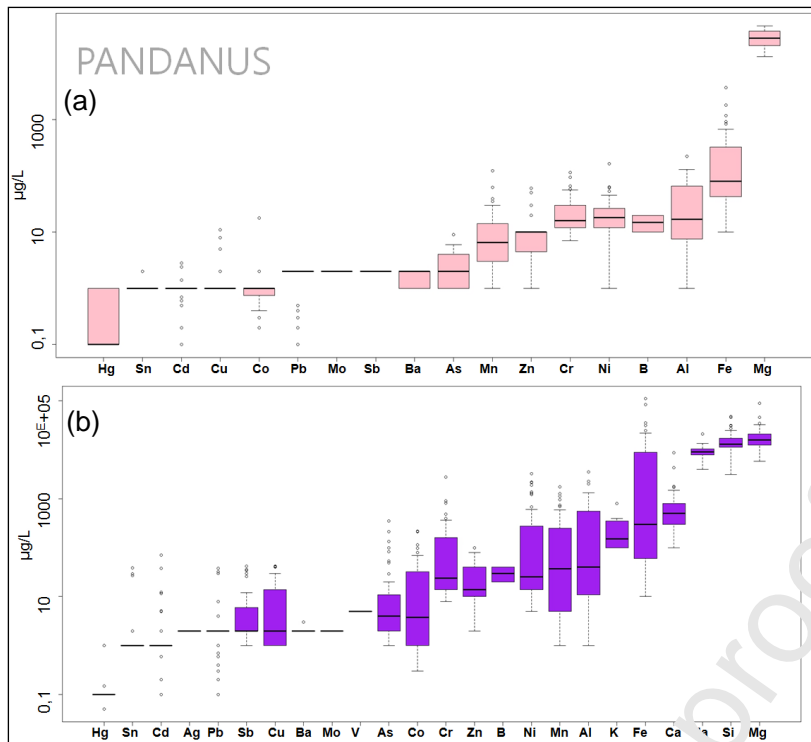 PANDANUS
(a)
µg/L
1000
10
0,1
Hg Sn Cd Cu Co Pb Mo Sb Ba As Mn Zn Cr Ni B Al Fe Mg
(b)
µg/L
10E+05
1000
10
0,1
Hg Sn Cd Ag Pb Sb Cu Ba Mo V As Co Cr Zn B Ni Mn Al K Fe Ca Si Mg